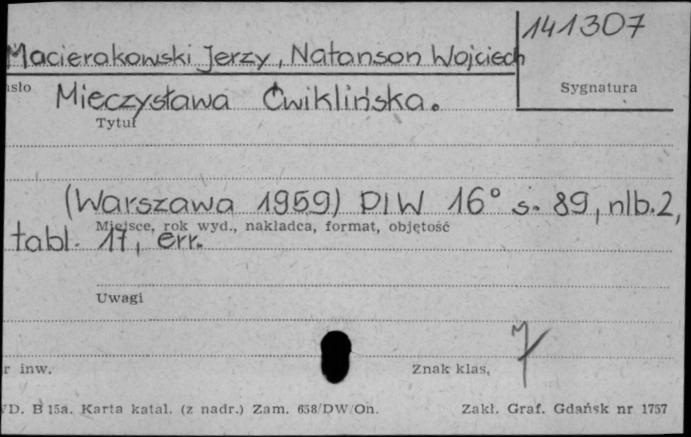 141307
Macierakowski Jerzy, Natanson Wojciech
Sygnatura
Mieczysława Ćwiklińska.
Tytuł
(Warszawa 1959) PIW 16° s. 89, nlb. 2,
Miejsce, rok wyd., nakładca, format, objętość
tabl. 17, err.
Uwagi
r inw.
Znak klas.
D. B 15a. Karta katal. (z nadr.) Zam. 658/DW/On. Zakł. Graf. Gdańsk nr 1757